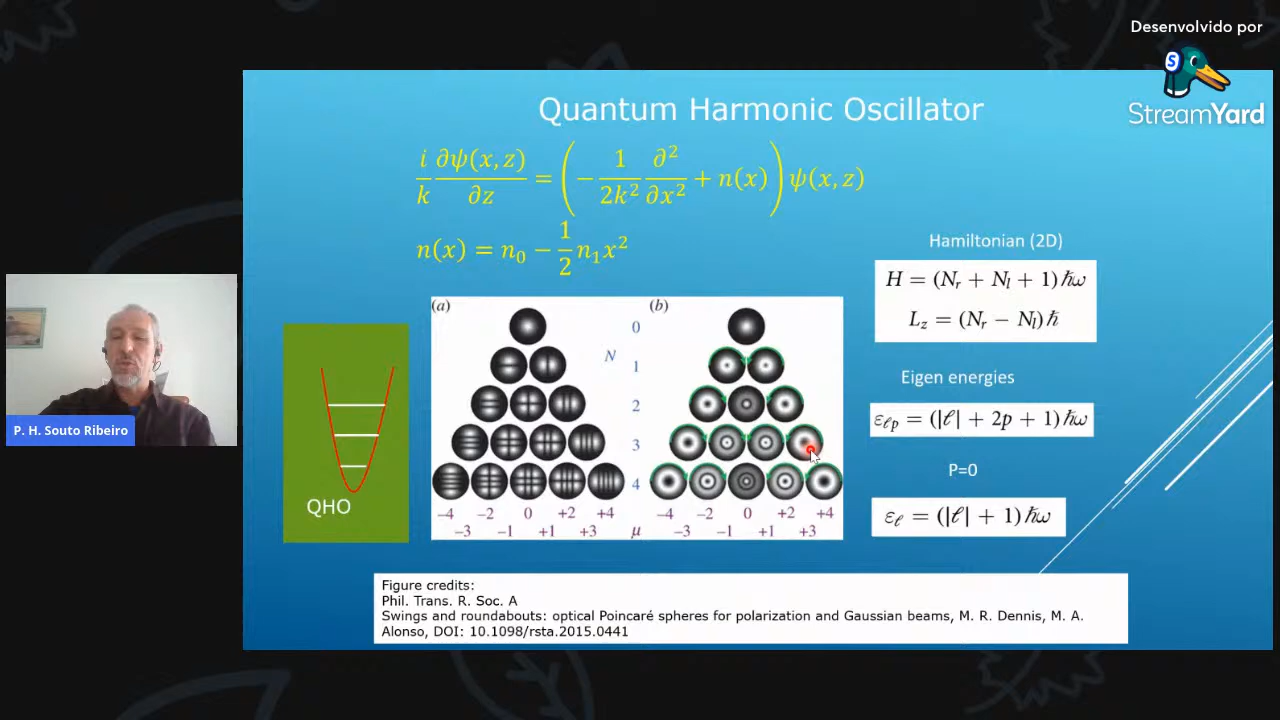 Desenvolvido por
S
StreamYard
Quantum Harmonic Oscillator
i/k ∂ψ(x, z)/∂z = (− 1/2k² ∂²/∂x² + n(x)) ψ(x, z)
n(x) = n₀ − 1/2 n₁x²
Hamiltonian (2D)
H = (Nᵣ + Nₗ + 1) ℏω
L_z = (Nᵣ − Nₗ) ℏ
Eigen energies
ε_ℓp = (|ℓ| + 2p + 1) ℏω
P=0
ε_ℓ = (|ℓ| + 1) ℏω
P. H. Souto Ribeiro
QHO
(a) (b)
0
N 1
2
3
4
−4 −2 0 +2 +4 −4 −2 0 +2 +4
−3 −1 +1 +3 μ −3 −1 +1 +3
Figure credits:
Phil. Trans. R. Soc. A
Swings and roundabouts: optical Poincaré spheres for polarization and Gaussian beams, M. R. Dennis, M. A.
Alonso, DOI: 10.1098/rsta.2015.0441